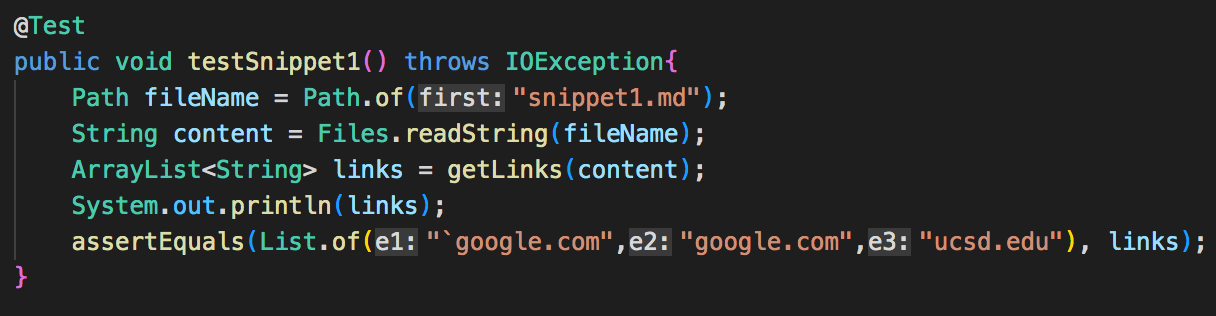 @Test
public void testSnippet1() throws IOException{
Path fileName = Path.of(first: "snippet1.md");
String content = Files.readString(fileName);
ArrayList<String> links = getLinks(content);
System.out.println(links);
assertEquals(List.of(e1: "`google.com",e2: "google.com",e3: "ucsd.edu"), links);
}